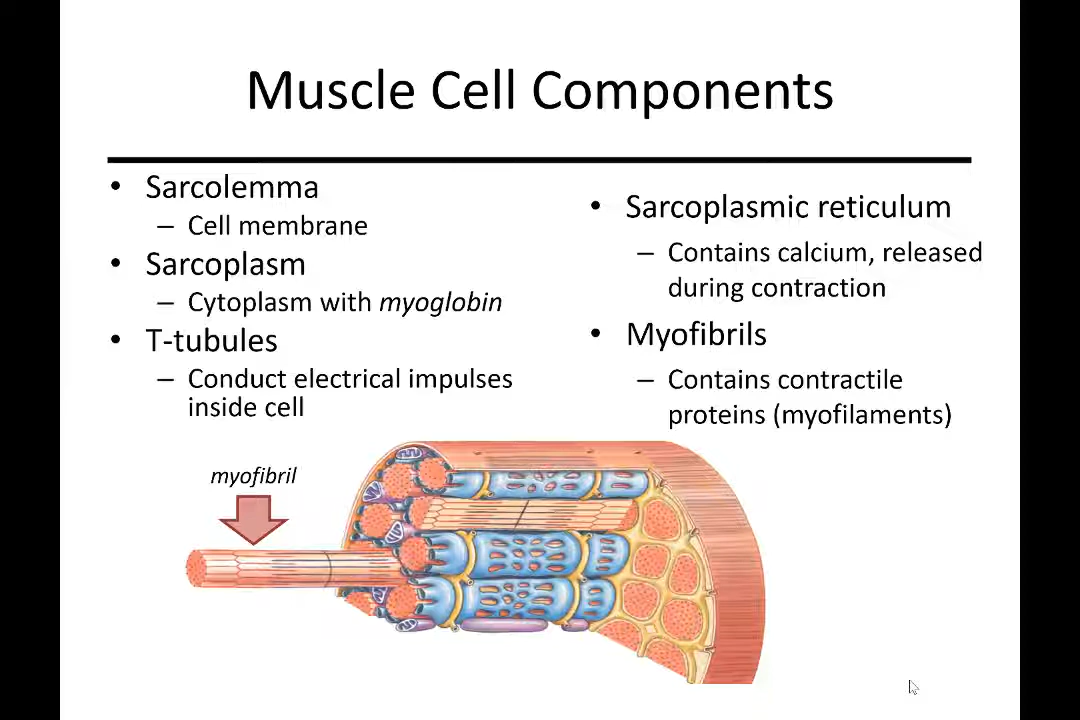 Muscle Cell Components
• Sarcolemma
– Cell membrane
• Sarcoplasm
– Cytoplasm with myoglobin
• T-tubules
– Conduct electrical impulses
inside cell
• Sarcoplasmic reticulum
– Contains calcium, released
during contraction
• Myofibrils
– Contains contractile
proteins (myofilaments)
myofibril